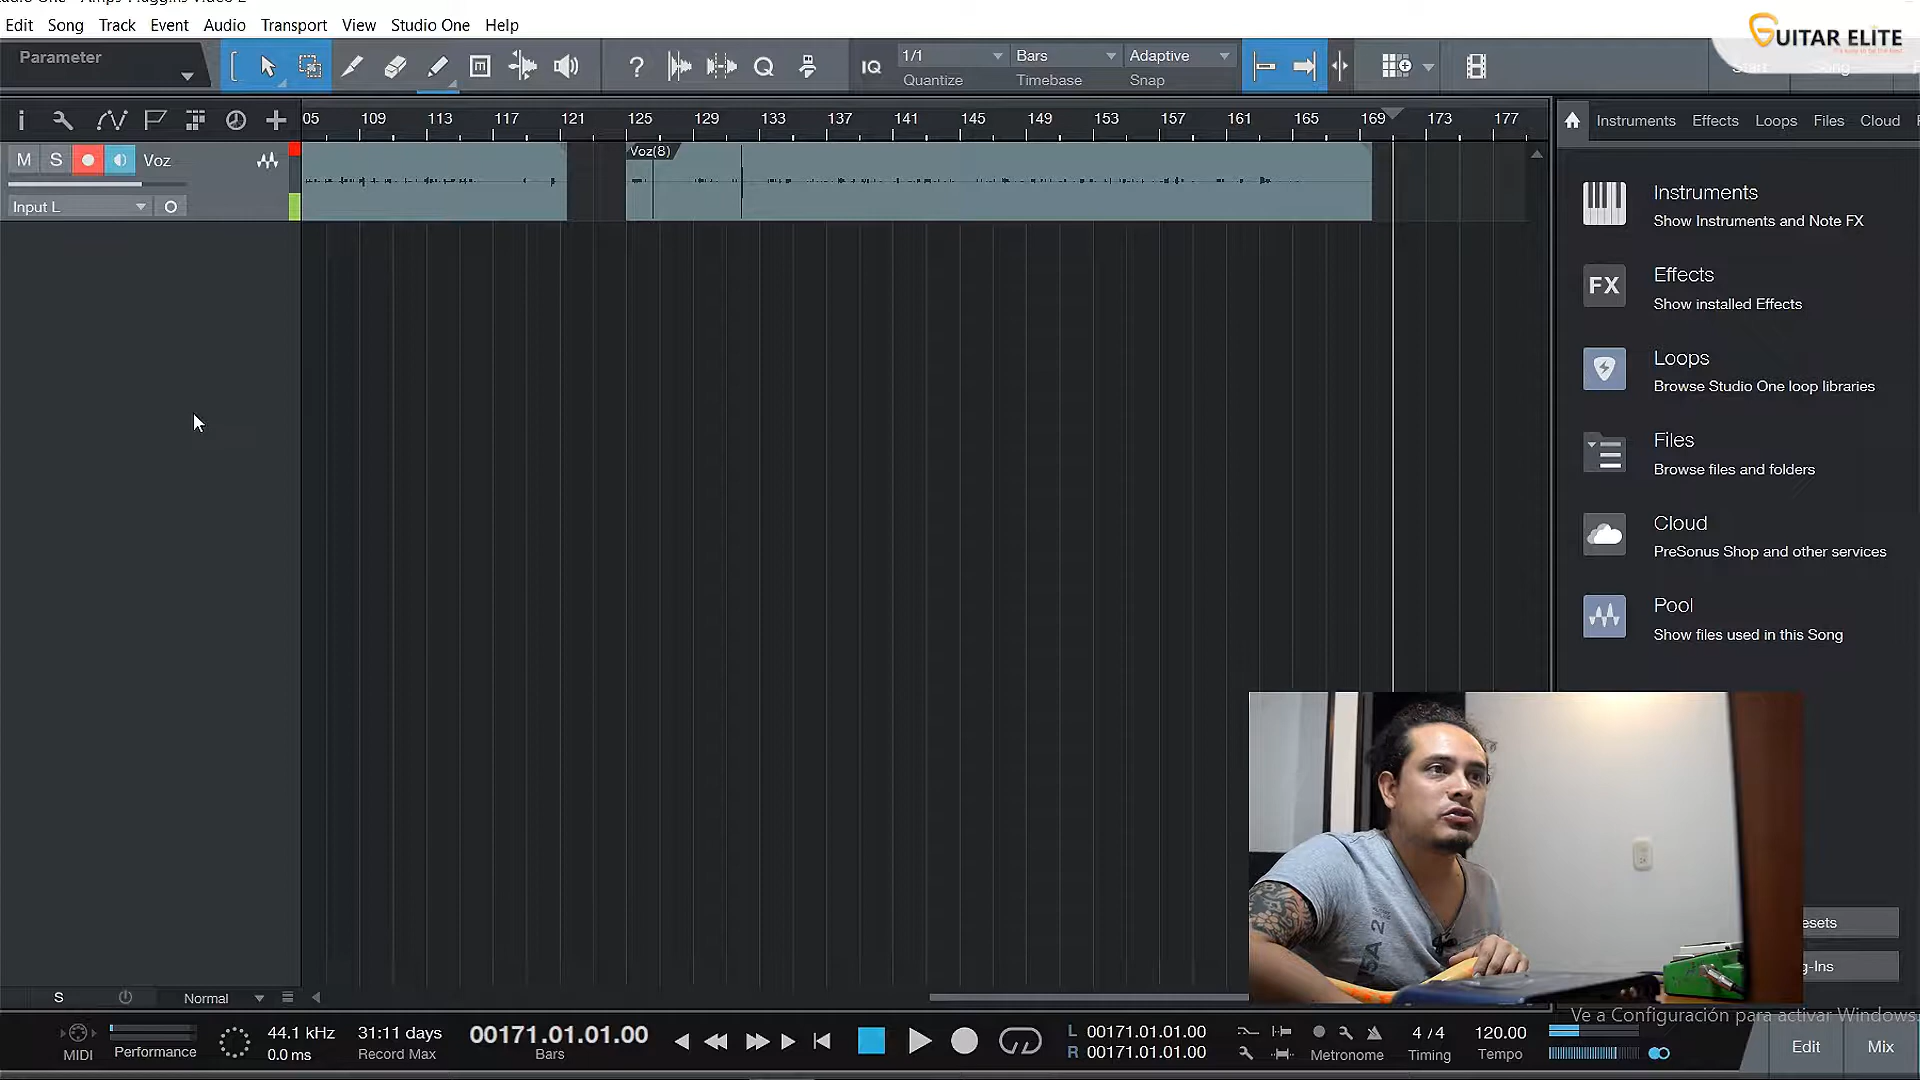 Edit Song Track Event Audio Transport View Studio One Help
GUITAR ELITE
Parameter
IQ 1/1 Bars Adaptive
Quantize Timebase Snap
Start Song
05 109 113 117 121 125 129 133 137 141 145 149 153 157 161 165 169 173 177
Instruments Effects Loops Files Cloud
M S Voz
Voz(8)
Input L
Instruments
Show Instruments and Note FX
FX
Effects
Show installed Effects
Loops
Browse Studio One loop libraries
Files
Browse files and folders
Cloud
PreSonus Shop and other services
Pool
Show files used in this Song
esets
g-Ins
S Normal
Ve a Configuración para activar Windows.
MIDI Performance
44.1 kHz
0.0 ms
31:11 days
Record Max
00171.01.01.00
Bars
L 00171.01.01.00
R 00171.01.01.00
Metronome
4 / 4
Timing
120.00
Tempo
Edit Mix